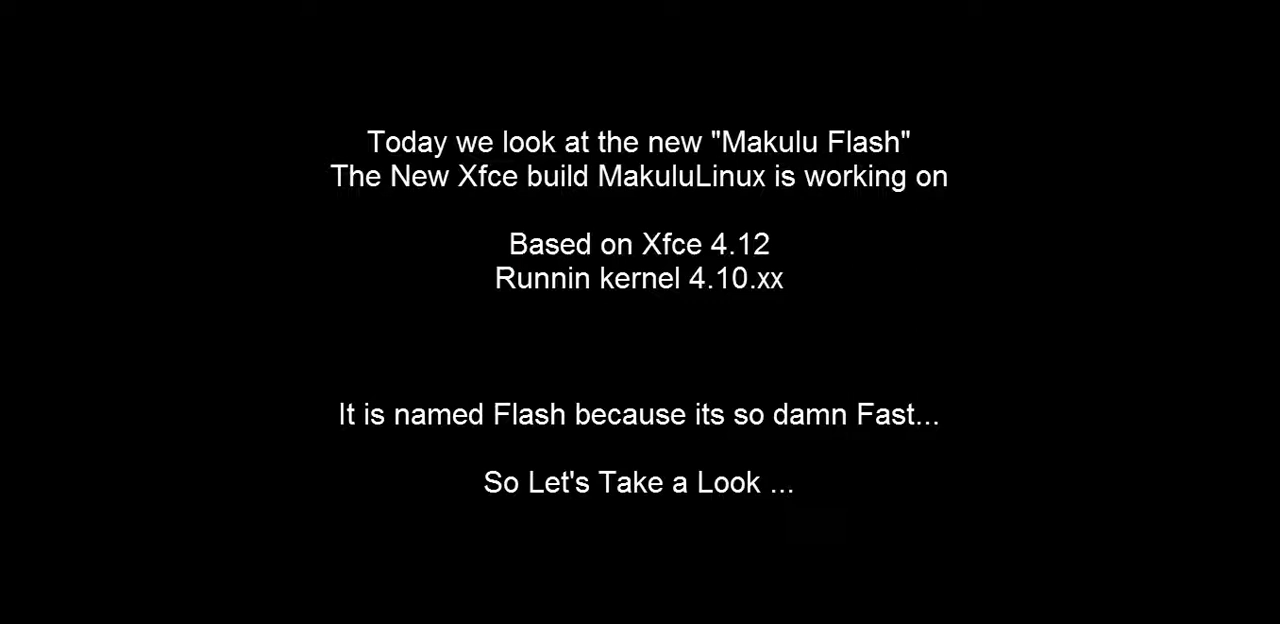 Today we look at the new "Makulu Flash"
The New Xfce build MakuluLinux is working on
Based on Xfce 4.12
Runnin kernel 4.10.xx
It is named Flash because its so damn Fast...
So Let's Take a Look ...